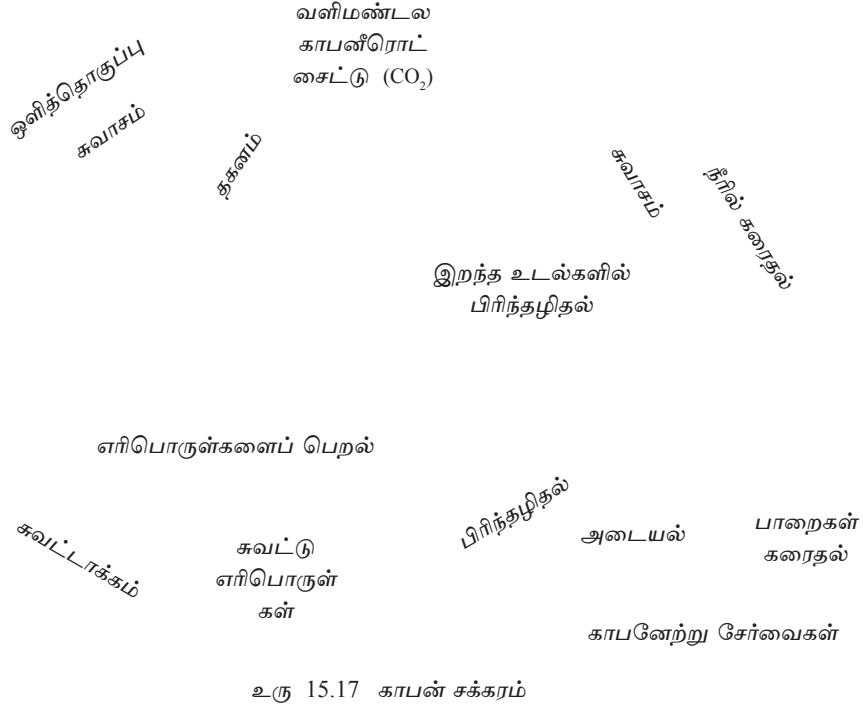 வளிமண்டல
காபனீரொட்
சைட்டு (CO₂)
ஒளித்தொகுப்பு
சுவாசம்
தகனம்
சுவாசம்
நீரில் கரைதல்
இறந்த உடல்களில்
பிரிந்தழிதல்
எரிபொருள்களைப் பெறல்
சுவட்டாக்கம்
சுவட்டு
எரிபொருள்
கள்
பிரிந்தழிதல்
அடையல்
பாறைகள்
கரைதல்
காபனேற்று சேர்வைகள்
உரு 15.17 காபன் சக்கரம்